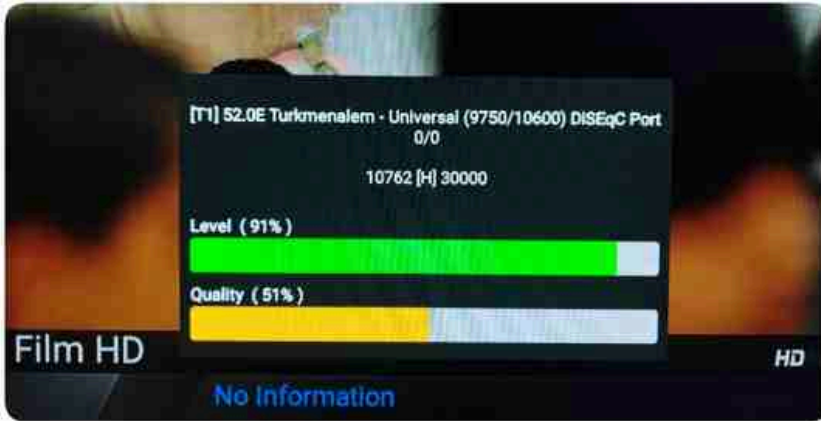 [T1] 52.0E Turkmenalem - Universal (9750/10600) DiSEqC Port
0/0
10762 [H] 30000
Level ( 91% )
Quality ( 51% )
Film HD
HD
No Information